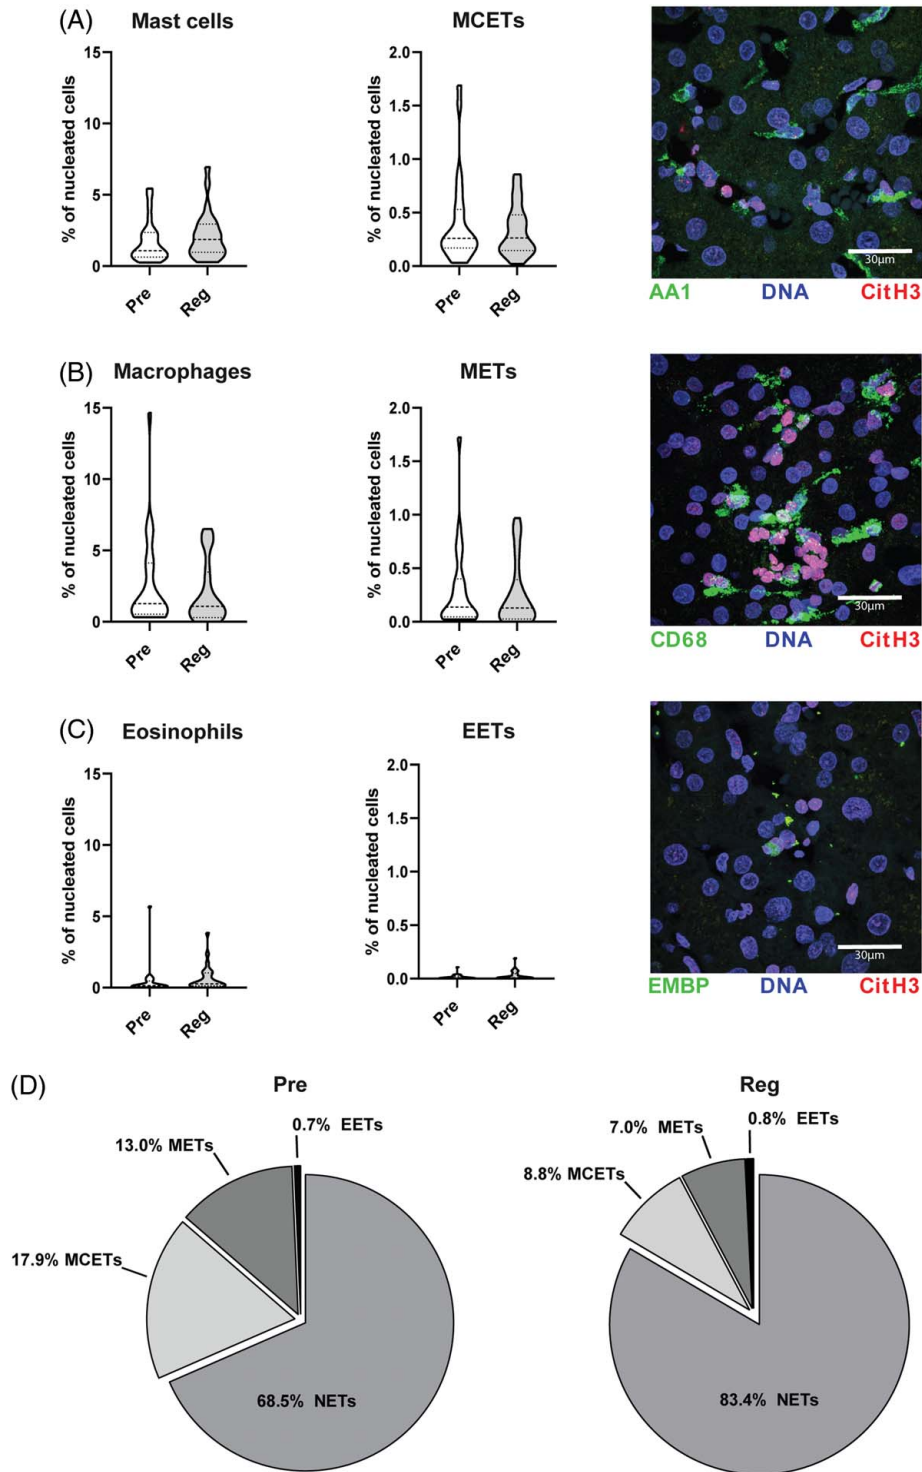 (A) Mast cells MCETs
% of nucleated cells
15
10
5
0
Pre Reg
% of nucleated cells
2.0
1.5
1.0
0.5
0.0
Pre Reg
30μm
AA1 DNA CitH3
(B) Macrophages METs
% of nucleated cells
15
10
5
0
Pre Reg
% of nucleated cells
2.0
1.5
1.0
0.5
0.0
Pre Reg
30μm
CD68 DNA CitH3
(C) Eosinophils EETs
% of nucleated cells
15
10
5
0
Pre Reg
% of nucleated cells
2.0
1.5
1.0
0.5
0.0
Pre Reg
30μm
EMBP DNA CitH3
(D) Pre Reg
0.7% EETs
13.0% METs
17.9% MCETs
68.5% NETs
0.8% EETs
7.0% METs
8.8% MCETs
83.4% NETs